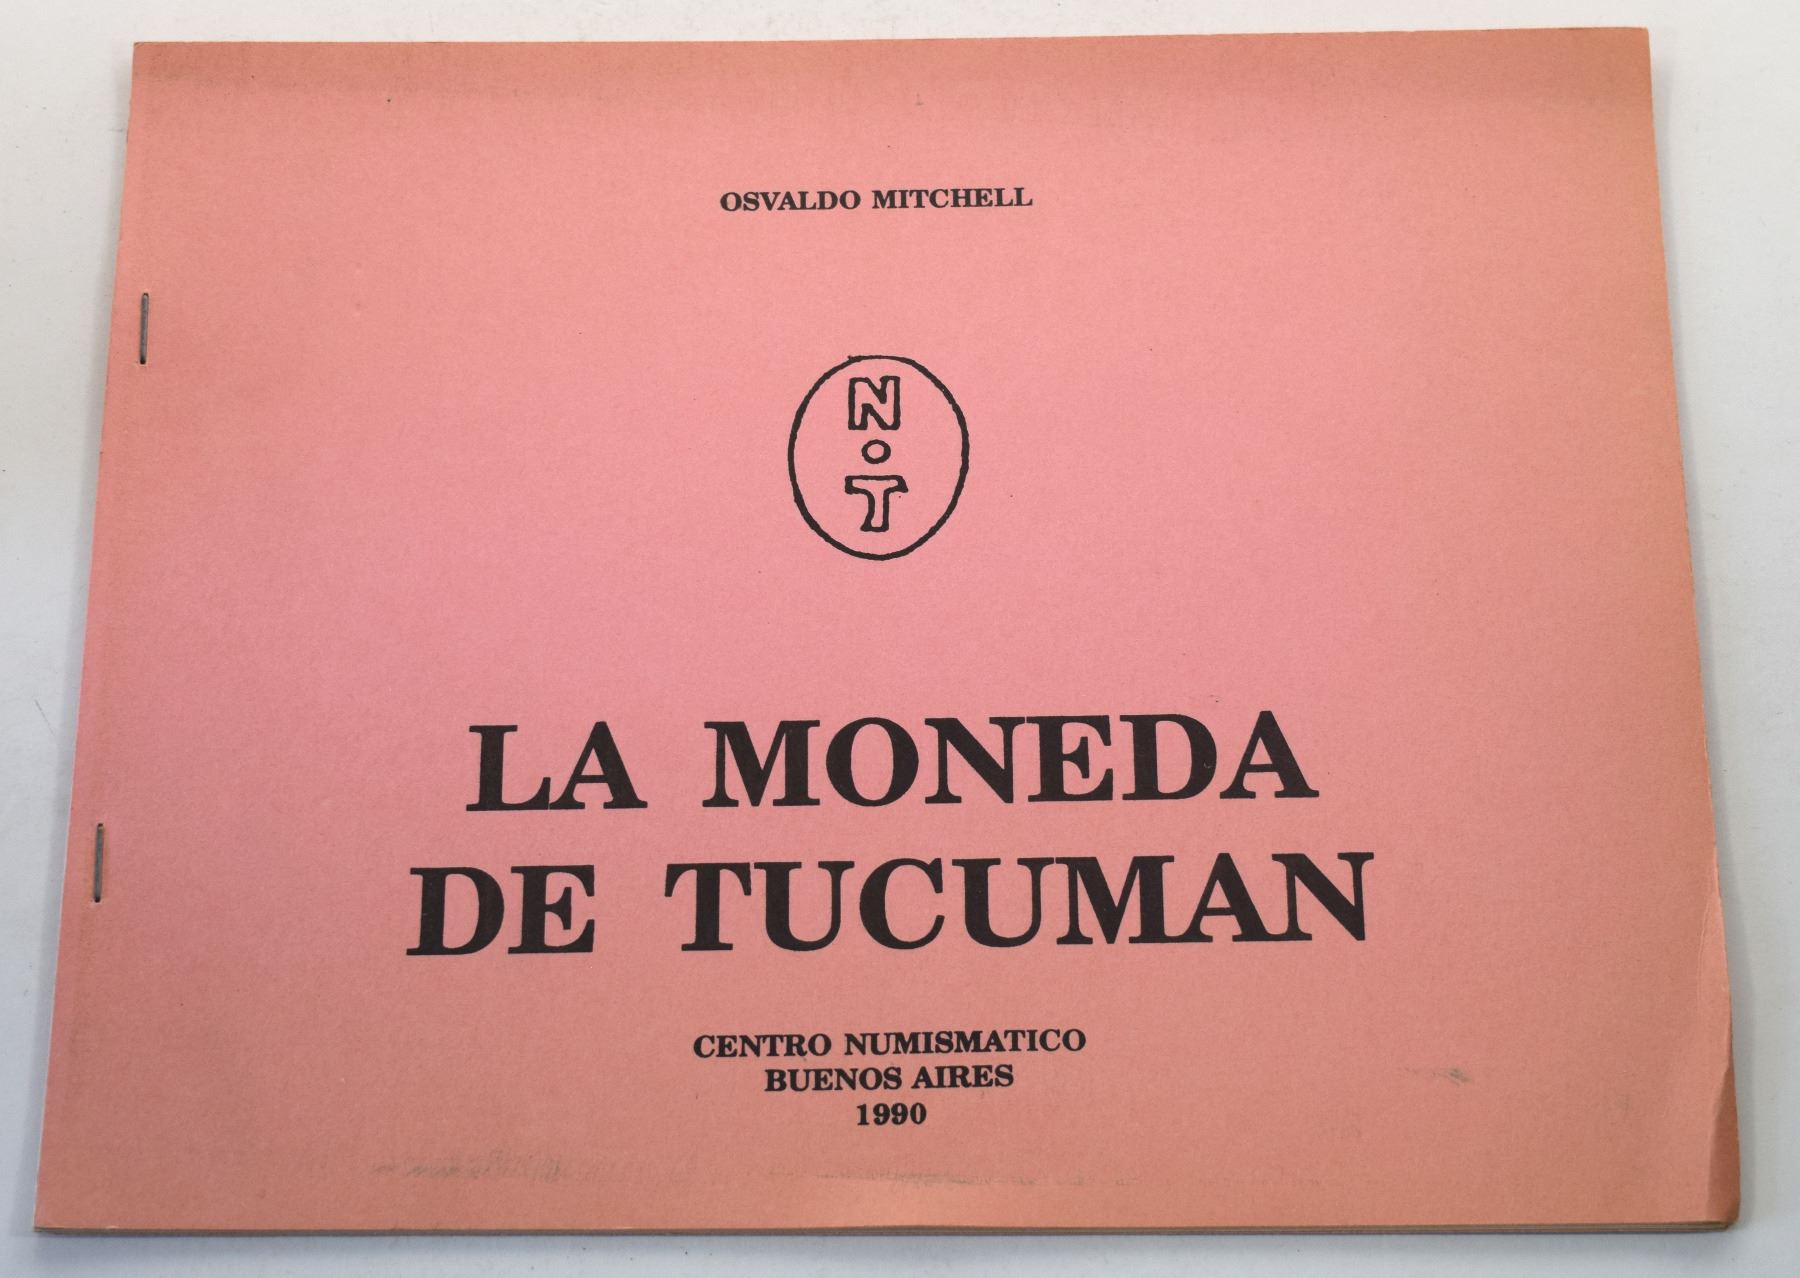 OSVALDO MITCHELL
N
T
LA MONEDA
DE TUCUMAN
CENTRO NUMISMATICO
BUENOS AIRES
1990